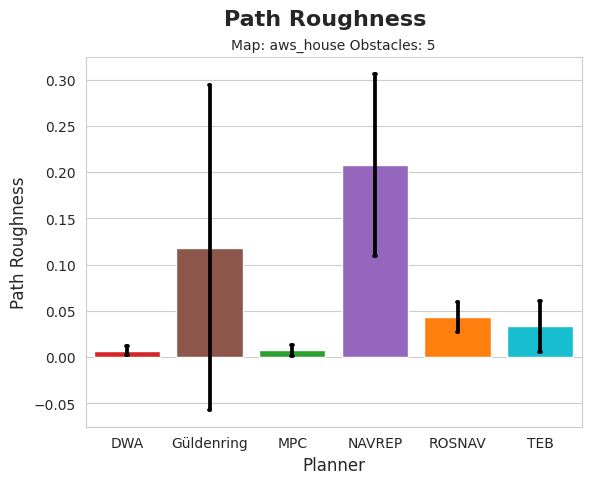 Path Roughness
Map: aws_house Obstacles: 5
0.30
0.25
0.20
0.15
0.10
0.05
0.00
−0.05
Path Roughness
DWA Güldenring MPC NAVREP ROSNAV TEB
Planner